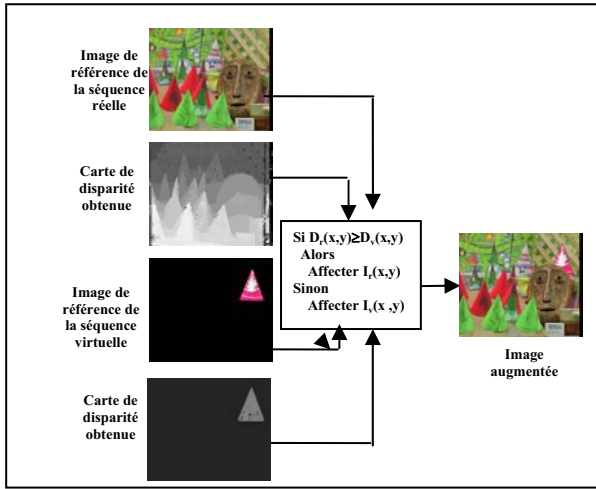 Image de
référence de
la séquence
réelle
Carte de
disparité
obtenue
Image de
référence de
la séquence
virtuelle
Carte de
disparité
obtenue
Si Dr(x,y)≥Dv(x,y)
Alors
Affecter Ir(x,y)
Sinon
Affecter Iv(x ,y)
Image
augmentée